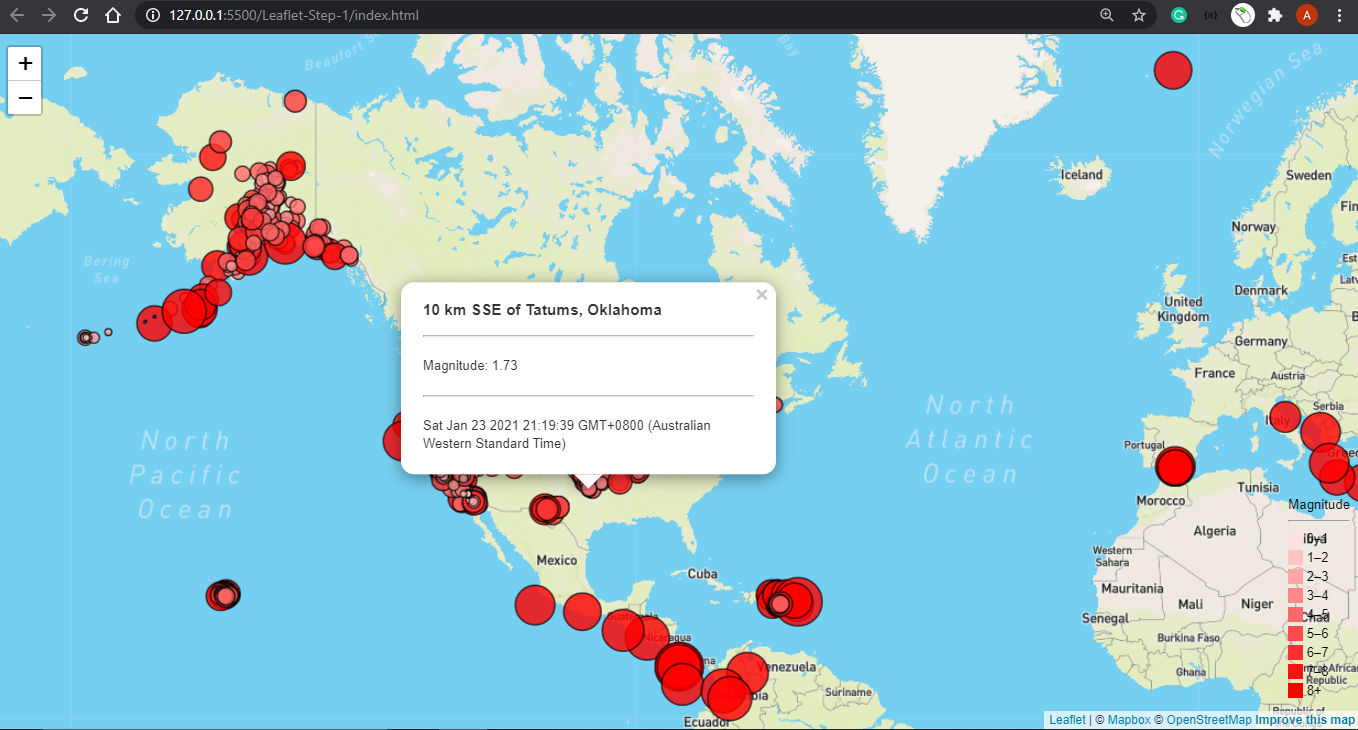 127.0.0.1:5500/Leaflet-Step-1/index.html
A
+
−
Beaufort
Bay
Norwegian Sea
Iceland
Sweden
Norway
Bering
Sea
Denmark
United
Kingdom
Germany
France
Austria
Serbia
Italy
Portugal
10 km SSE of Tatums, Oklahoma
×
Magnitude: 1.73
Sat Jan 23 2021 21:19:39 GMT+0800 (Australian
Western Standard Time)
North
Pacific
Ocean
North
Atlantic
Ocean
Tunisia
Morocco
Algeria
Western
Sahara
Mauritania
Mali
Niger
Senegal
Burkina Faso
Ghana
Mexico
Cuba
Guatemala
Nicaragua
Venezuela
Suriname
Ecuador
Magnitude
0–1
1–2
2–3
3–4
4–5
5–6
6–7
7–8
8+
Leaflet | © Mapbox © OpenStreetMap Improve this map